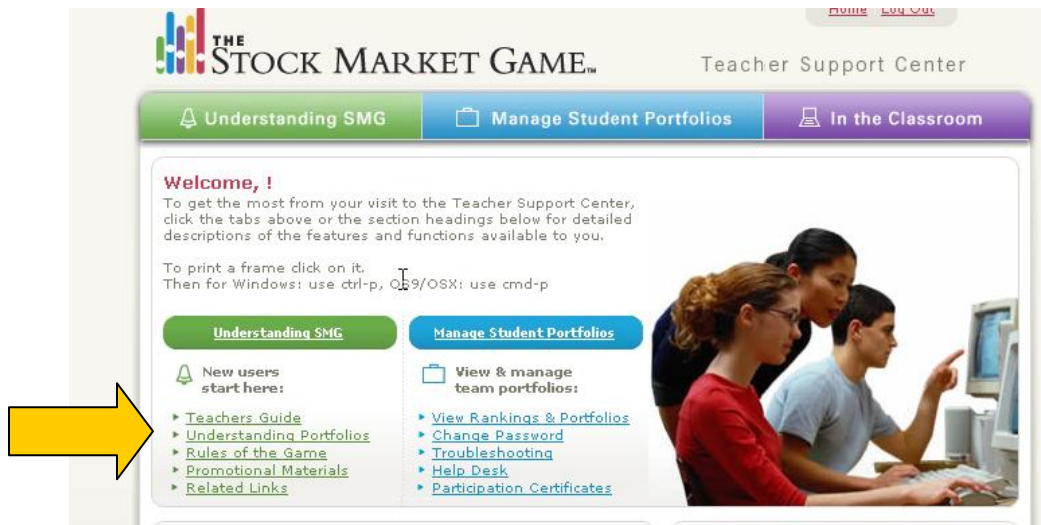 Home Log Out
THE
STOCK MARKET GAME™
Teacher Support Center
Understanding SMG
Manage Student Portfolios
In the Classroom
Welcome, !
To get the most from your visit to the Teacher Support Center,
click the tabs above or the section headings below for detailed
descriptions of the features and functions available to you.
To print a frame click on it.
Then for Windows: use ctrl-p, OS9/OSX: use cmd-p
Understanding SMG
New users
start here:
Teachers Guide
Understanding Portfolios
Rules of the Game
Promotional Materials
Related Links
Manage Student Portfolios
View & manage
team portfolios:
View Rankings & Portfolios
Change Password
Troubleshooting
Help Desk
Participation Certificates